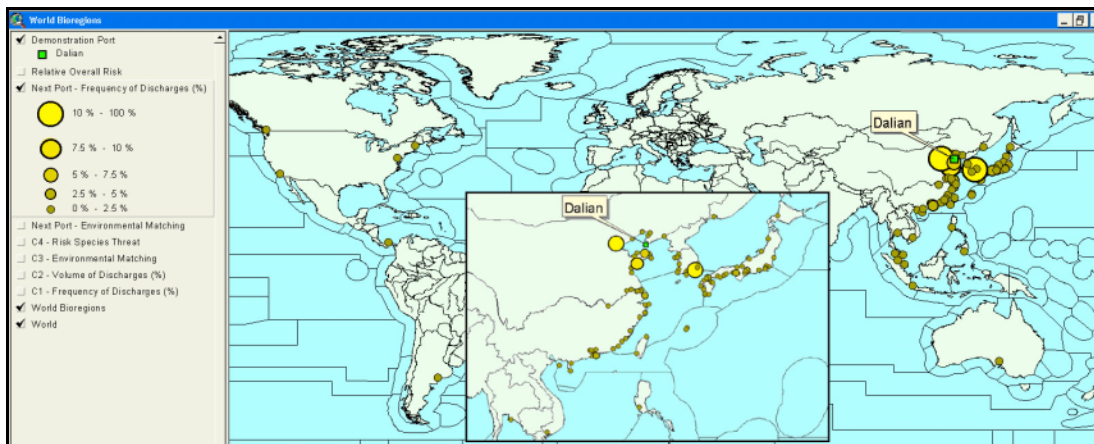 World Bioregions
Demonstration Port
Dalian
Relative Overall Risk
Next Port - Frequency of Discharges (%)
10 % - 100 %
7.5 % - 10 %
5 % - 7.5 %
2.5 % - 5 %
0 % - 2.5 %
Next Port - Environmental Matching
C4 - Risk Species Threat
C3 - Environmental Matching
C2 - Volume of Discharges (%)
C1 - Frequency of Discharges (%)
World Bioregions
World
Dalian
Dalian